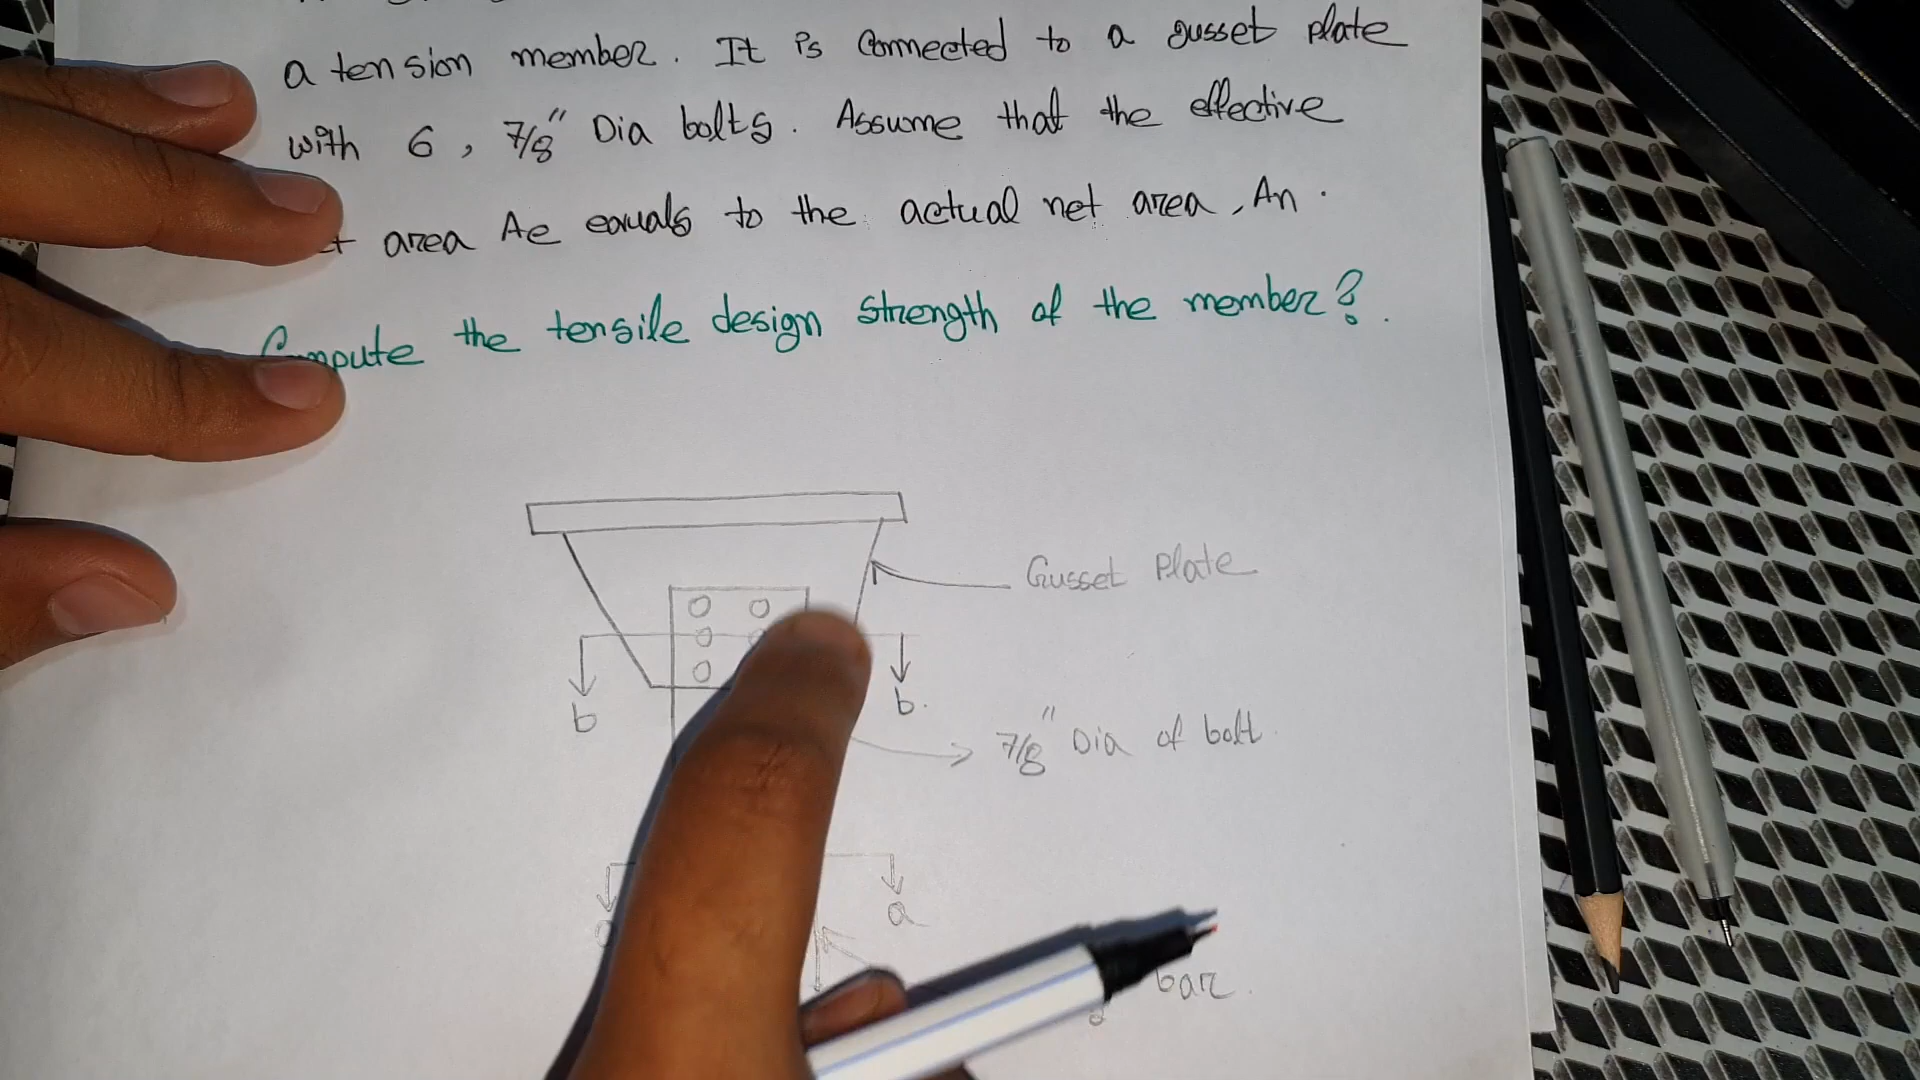 a tension member. It is Connected to a gusset plate
with 6, 7/8" Dia bolts. Assume that the effective
area Ae equals to the actual net area, An.
Compute the tensile design strength of the member?.
Gusset Plate
b
b.
7/8" Dia of bolt
a
a
bar.